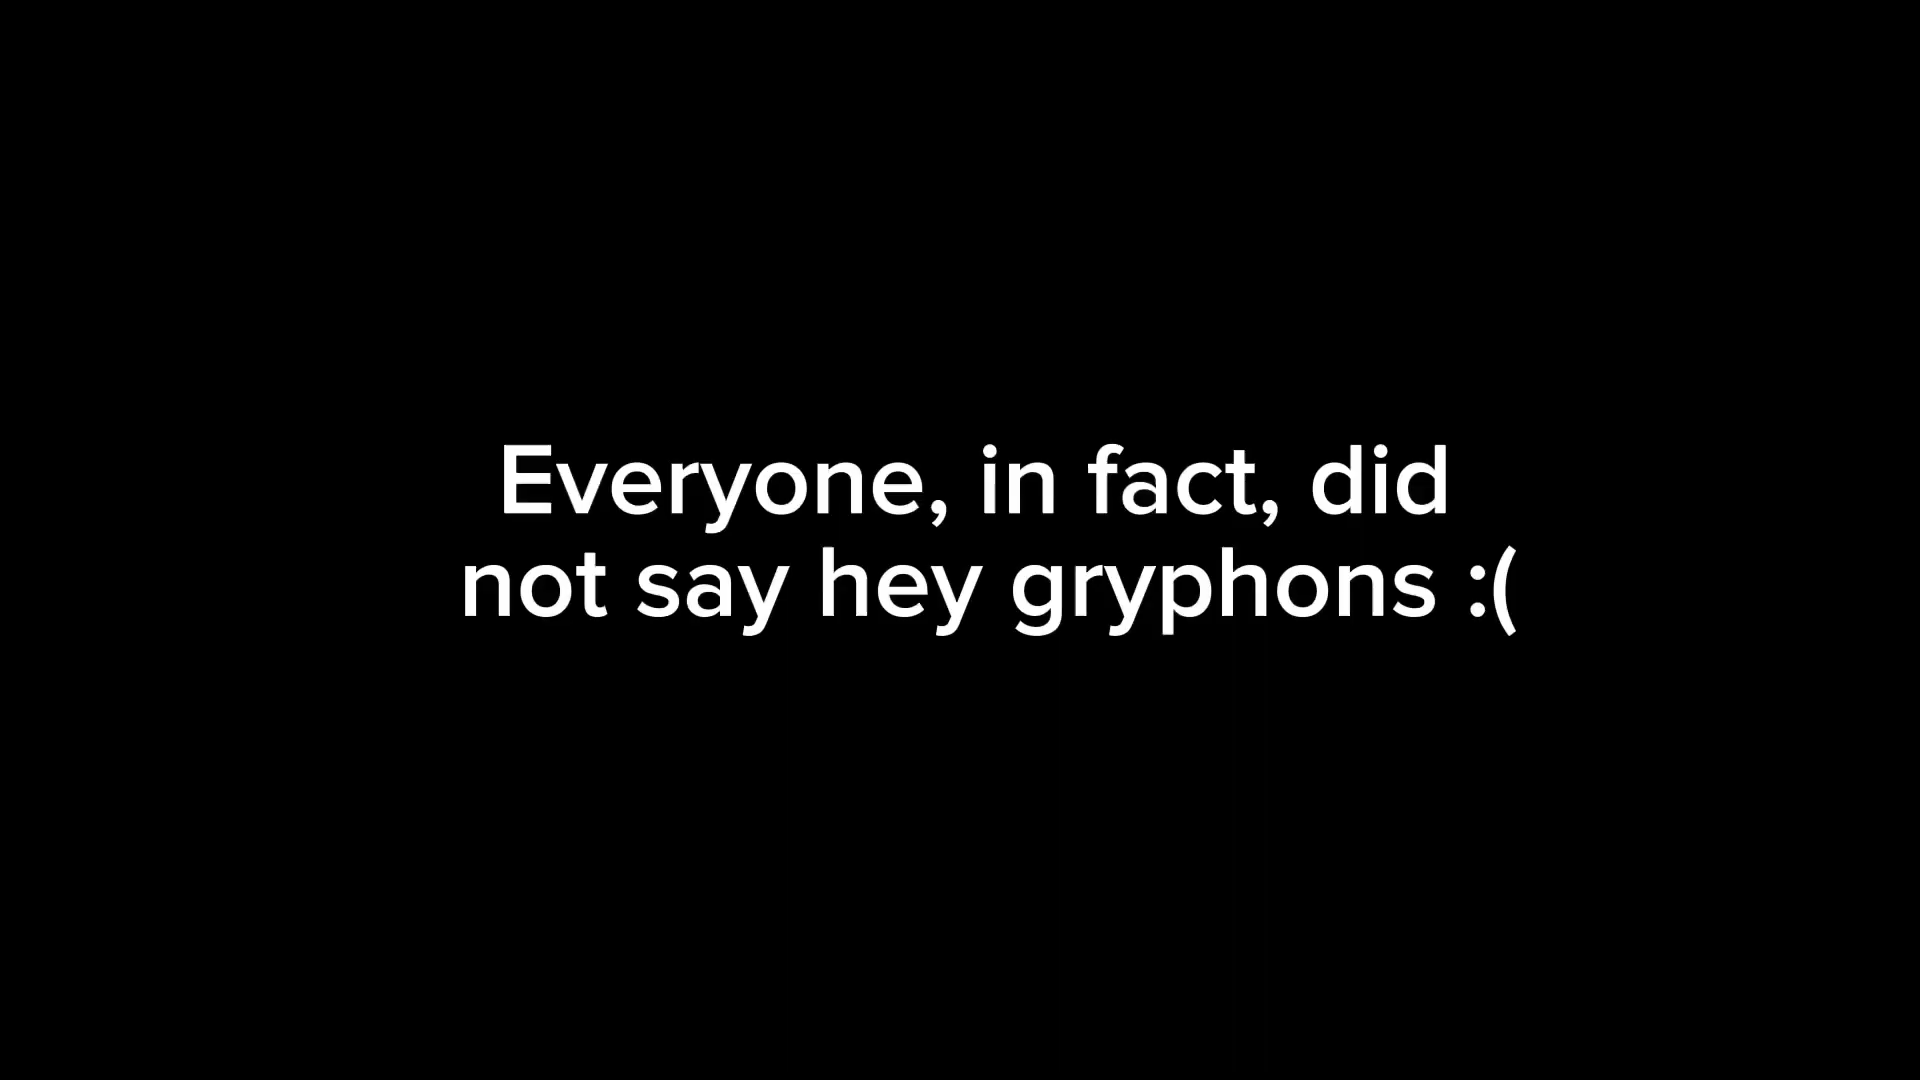 Everyone, in fact, did
not say hey gryphons :(